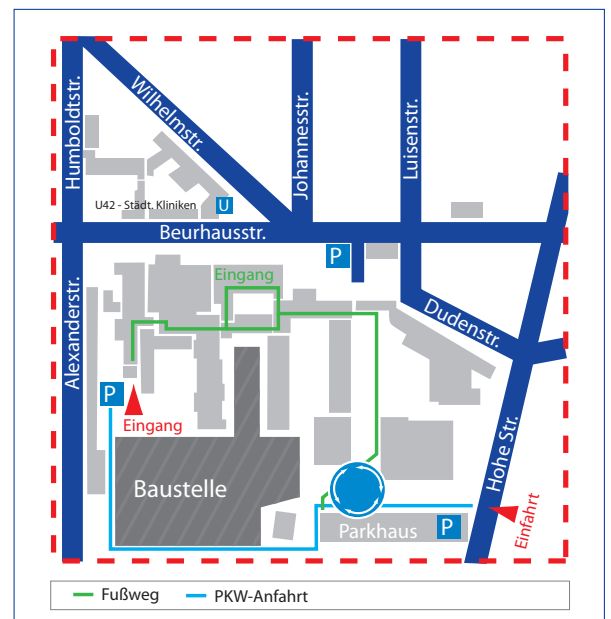 Humboldtstr.
Wilhelmstr.
Johannesstr.
Luisenstr.
U42 - Städt. Kliniken
U
Beurhausstr.
P
Eingang
Alexanderstr.
Dudenstr.
P
Eingang
Hohe Str.
Baustelle
Einfahrt
Parkhaus
P
Fußweg
PKW-Anfahrt